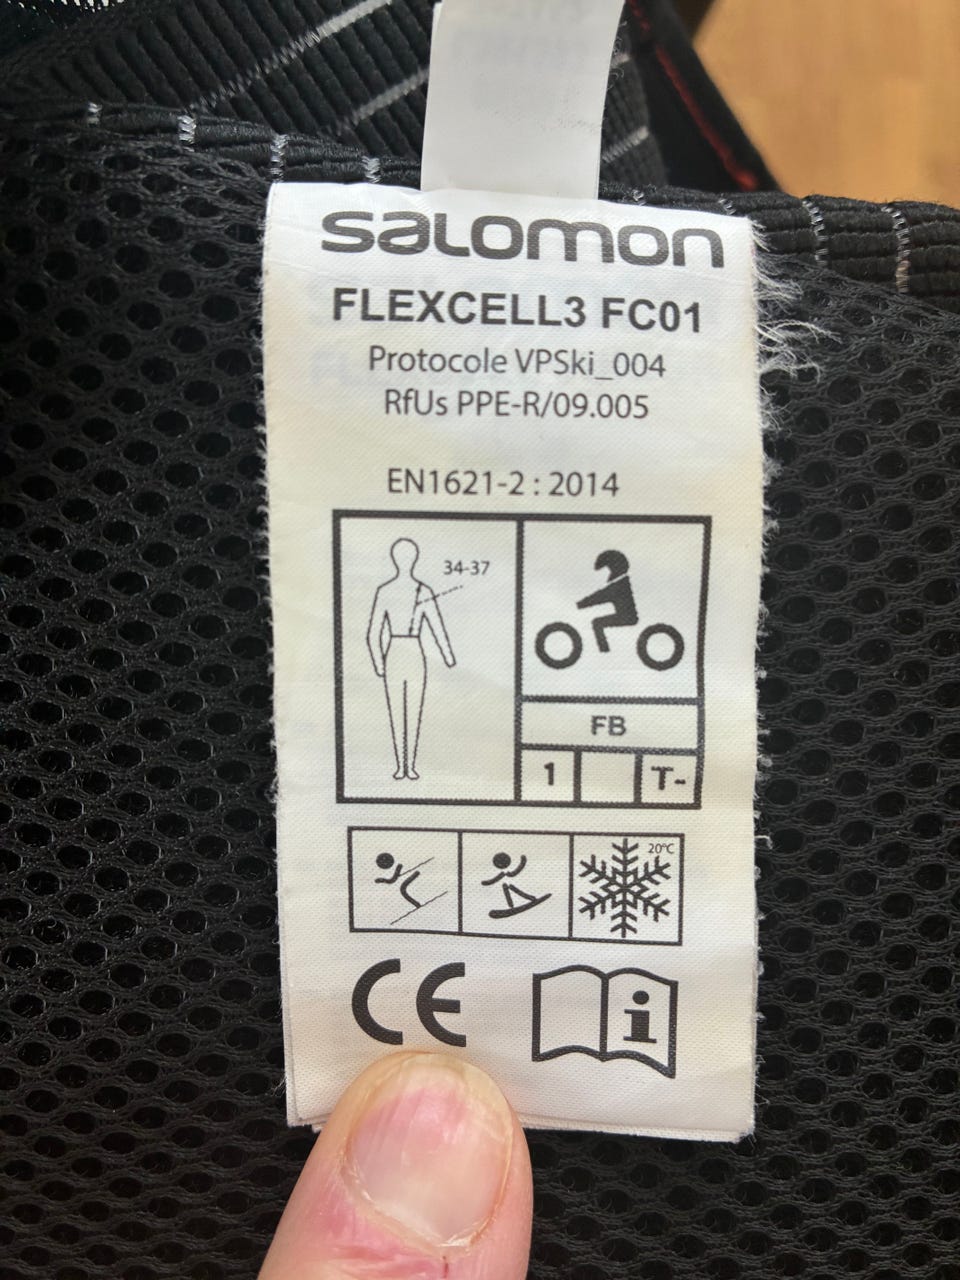 salomon
FLEXCELL3 FC01
Protocole VPSki_004
RfUs PPE-R/09.005
EN1621-2 : 2014
34-37
FB
1 T-
20°C
CE
i